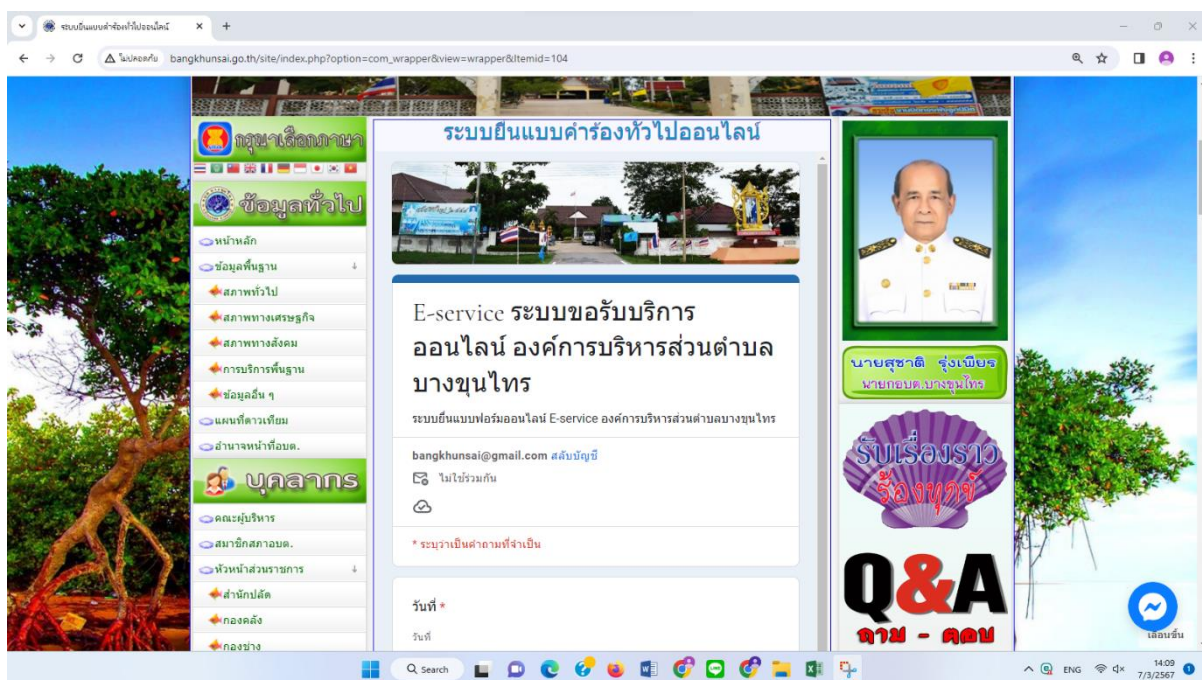 ระบบยื่นแบบคำร้องทั่วไปออนไลน์
ไม่ปลอดภัย
bangkhunsai.go.th/site/index.php?option=com_wrapper&view=wrapper&Itemid=104
กรุณาเลือกภาษา
ข้อมูลทั่วไป
หน้าหลัก
ข้อมูลพื้นฐาน
สภาพทั่วไป
สภาพทางเศรษฐกิจ
สภาพทางสังคม
การบริการพื้นฐาน
ข้อมูลอื่น ๆ
แผนที่ดาวเทียม
อำนาจหน้าที่อบต.
บุคลากร
คณะผู้บริหาร
สมาชิกสภาอบต.
หัวหน้าส่วนราชการ
สำนักปลัด
กองคลัง
กองช่าง
ระบบยื่นแบบคำร้องทั่วไปออนไลน์
E-service ระบบขอรับบริการ
ออนไลน์ องค์การบริหารส่วนตำบล
บางขุนไทร
ระบบยื่นแบบฟอร์มออนไลน์ E-service องค์การบริหารส่วนตำบลบางขุนไทร
bangkhunsai@gmail.com สลับบัญชี
ไม่ใช้ร่วมกัน
* ระบุว่าเป็นคำถามที่จำเป็น
วันที่ *
วันที่
นายสุชาติ รุ่งเพียร
นายกอบต.บางขุนไทร
รับเรื่องราว
ร้องทุกข์
Q&A
ถาม - ตอบ
เลื่อนขึ้น
Search
ENG
14:09
7/3/2567
1